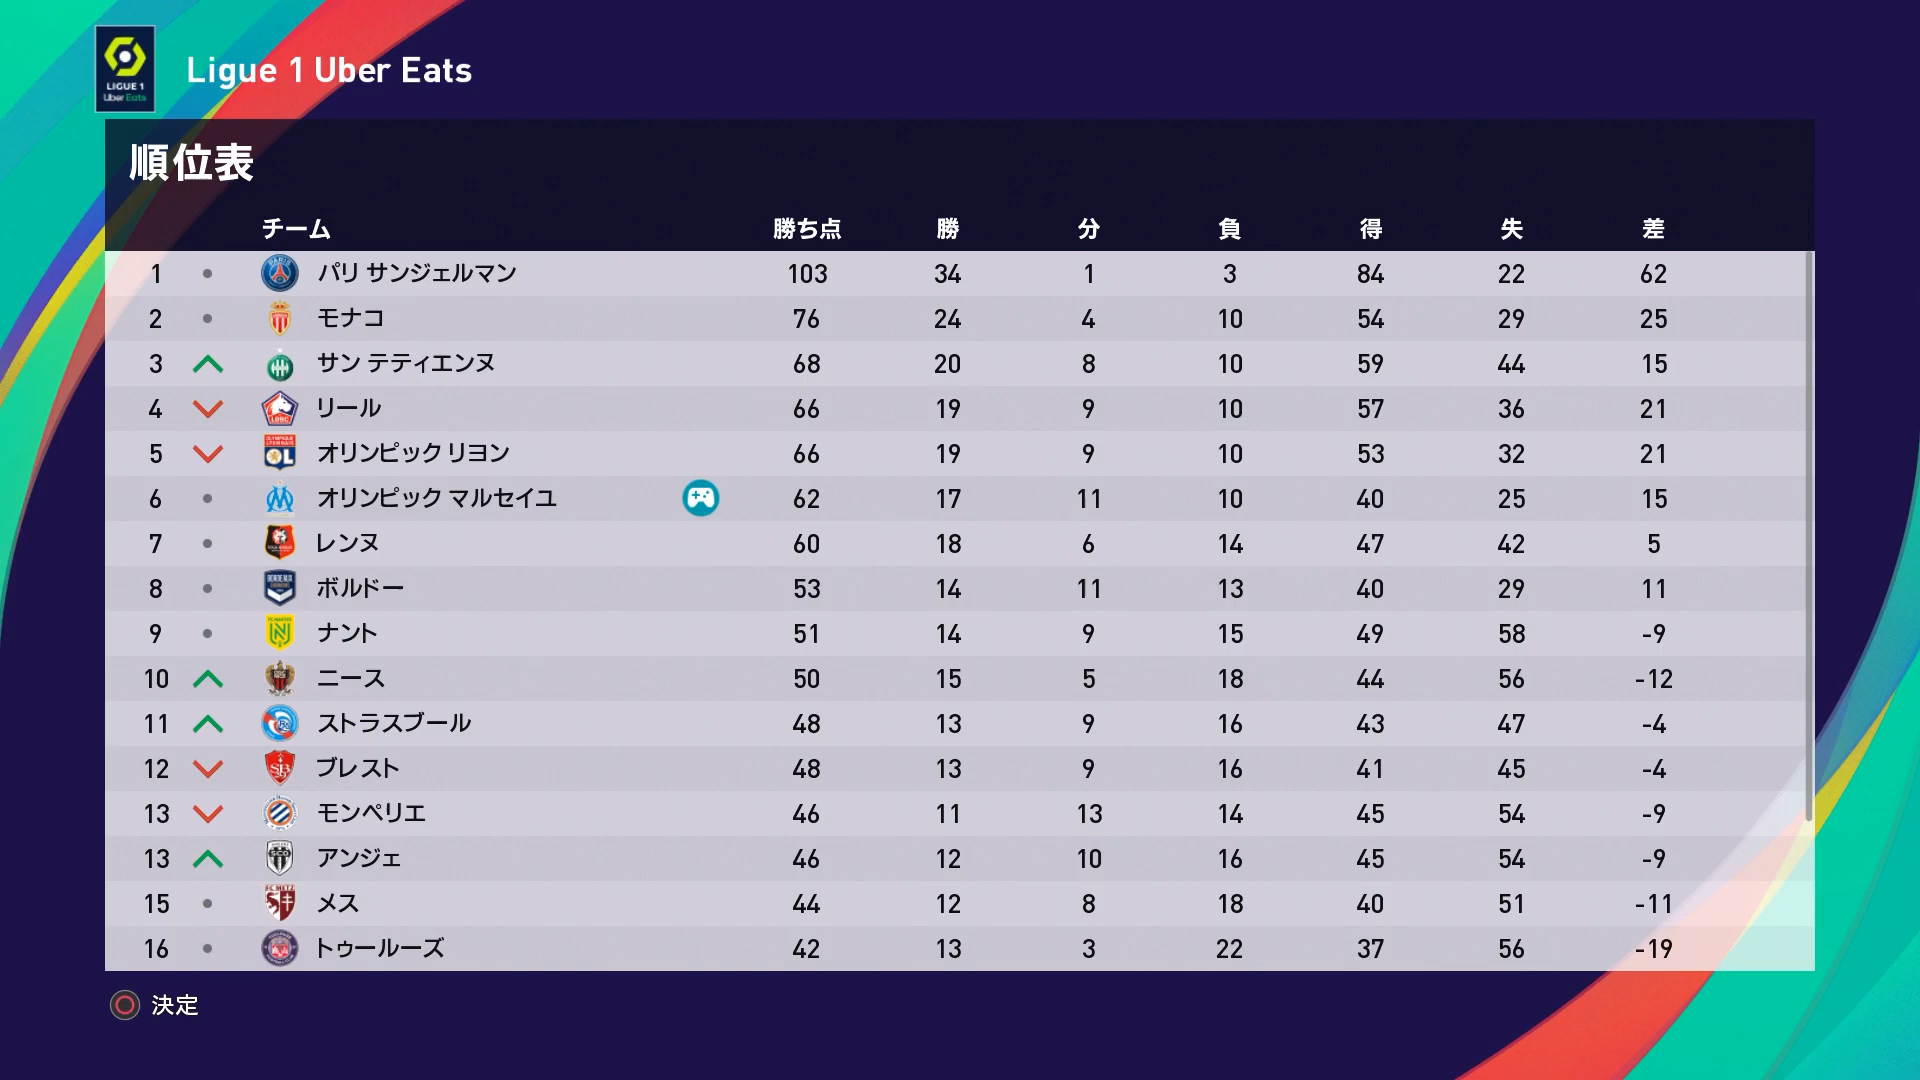 LIGUE 1
Uber Eats
Ligue 1 Uber Eats
順位表
チーム 勝ち点 勝 分 負 得 失 差
1 パリ サンジェルマン 103 34 1 3 84 22 62
2 モナコ 76 24 4 10 54 29 25
3 サン テティエンヌ 68 20 8 10 59 44 15
4 リール 66 19 9 10 57 36 21
5 オリンピック リヨン 66 19 9 10 53 32 21
6 オリンピック マルセイユ 62 17 11 10 40 25 15
7 レンヌ 60 18 6 14 47 42 5
8 ボルドー 53 14 11 13 40 29 11
9 ナント 51 14 9 15 49 58 -9
10 ニース 50 15 5 18 44 56 -12
11 ストラスブール 48 13 9 16 43 47 -4
12 ブレスト 48 13 9 16 41 45 -4
13 モンペリエ 46 11 13 14 45 54 -9
13 アンジェ 46 12 10 16 45 54 -9
15 メス 44 12 8 18 40 51 -11
16 トゥールーズ 42 13 3 22 37 56 -19
決定